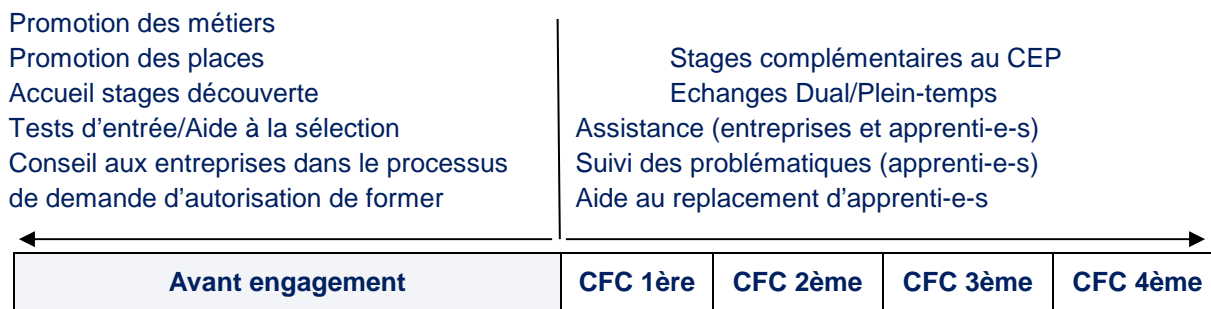 Promotion des métiers
Promotion des places
Accueil stages découverte
Tests d'entrée/Aide à la sélection
Conseil aux entreprises dans le processus
de demande d'autorisation de former
Stages complémentaires au CEP
Echanges Dual/Plein-temps
Assistance (entreprises et apprenti-e-s)
Suivi des problématiques (apprenti-e-s)
Aide au replacement d'apprenti-e-s
Avant engagement CFC 1ère CFC 2ème CFC 3ème CFC 4ème